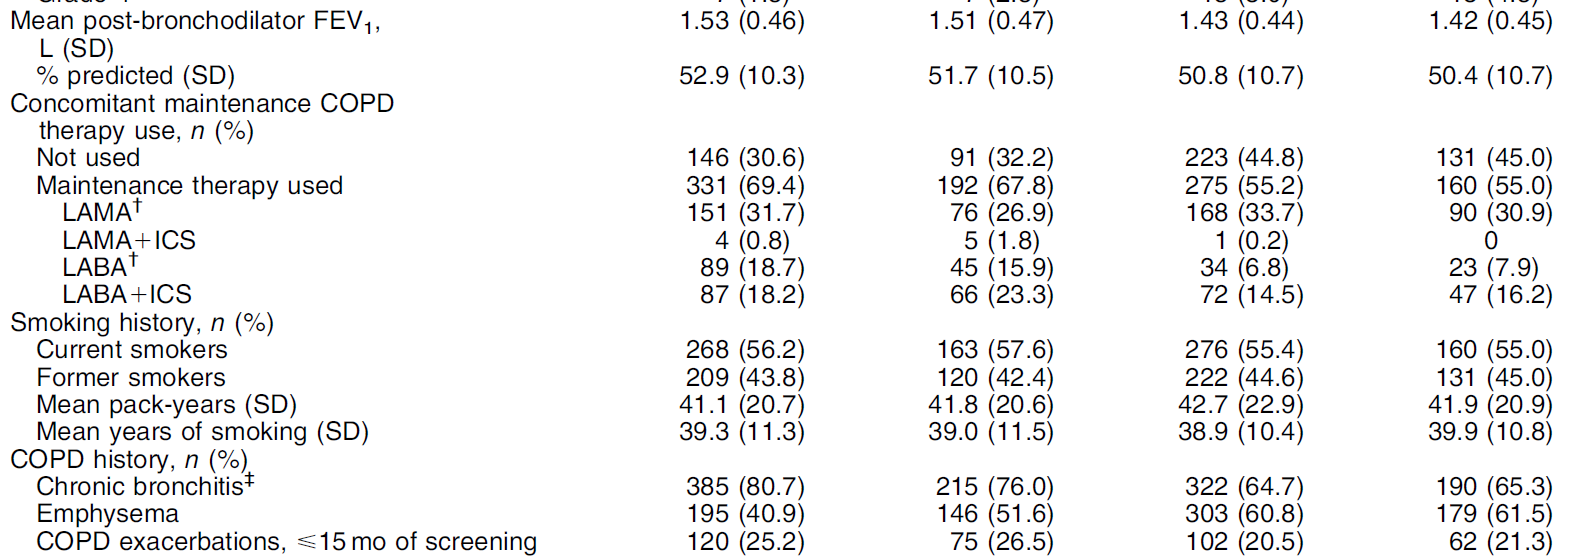 Mean post-bronchodilator FEV1, 1.53 (0.46) 1.51 (0.47) 1.43 (0.44) 1.42 (0.45)
L (SD)
% predicted (SD) 52.9 (10.3) 51.7 (10.5) 50.8 (10.7) 50.4 (10.7)
Concomitant maintenance COPD
therapy use, n (%)
Not used 146 (30.6) 91 (32.2) 223 (44.8) 131 (45.0)
Maintenance therapy used 331 (69.4) 192 (67.8) 275 (55.2) 160 (55.0)
LAMA† 151 (31.7) 76 (26.9) 168 (33.7) 90 (30.9)
LAMA+ICS 4 (0.8) 5 (1.8) 1 (0.2) 0
LABA† 89 (18.7) 45 (15.9) 34 (6.8) 23 (7.9)
LABA+ICS 87 (18.2) 66 (23.3) 72 (14.5) 47 (16.2)
Smoking history, n (%)
Current smokers 268 (56.2) 163 (57.6) 276 (55.4) 160 (55.0)
Former smokers 209 (43.8) 120 (42.4) 222 (44.6) 131 (45.0)
Mean pack-years (SD) 41.1 (20.7) 41.8 (20.6) 42.7 (22.9) 41.9 (20.9)
Mean years of smoking (SD) 39.3 (11.3) 39.0 (11.5) 38.9 (10.4) 39.9 (10.8)
COPD history, n (%)
Chronic bronchitis‡ 385 (80.7) 215 (76.0) 322 (64.7) 190 (65.3)
Emphysema 195 (40.9) 146 (51.6) 303 (60.8) 179 (61.5)
COPD exacerbations, ⩽15 mo of screening 120 (25.2) 75 (26.5) 102 (20.5) 62 (21.3)